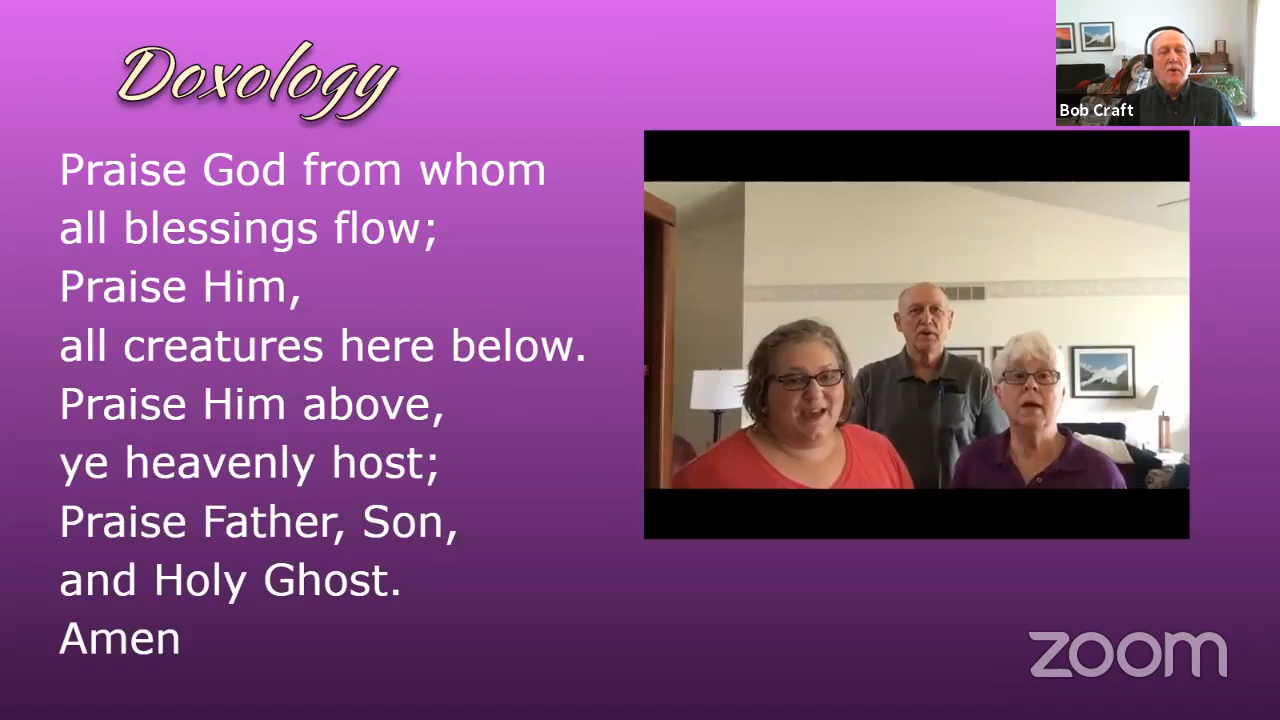 Doxology
Bob Craft
Praise God from whom
all blessings flow;
Praise Him,
all creatures here below.
Praise Him above,
ye heavenly host;
Praise Father, Son,
and Holy Ghost.
Amen
zoom